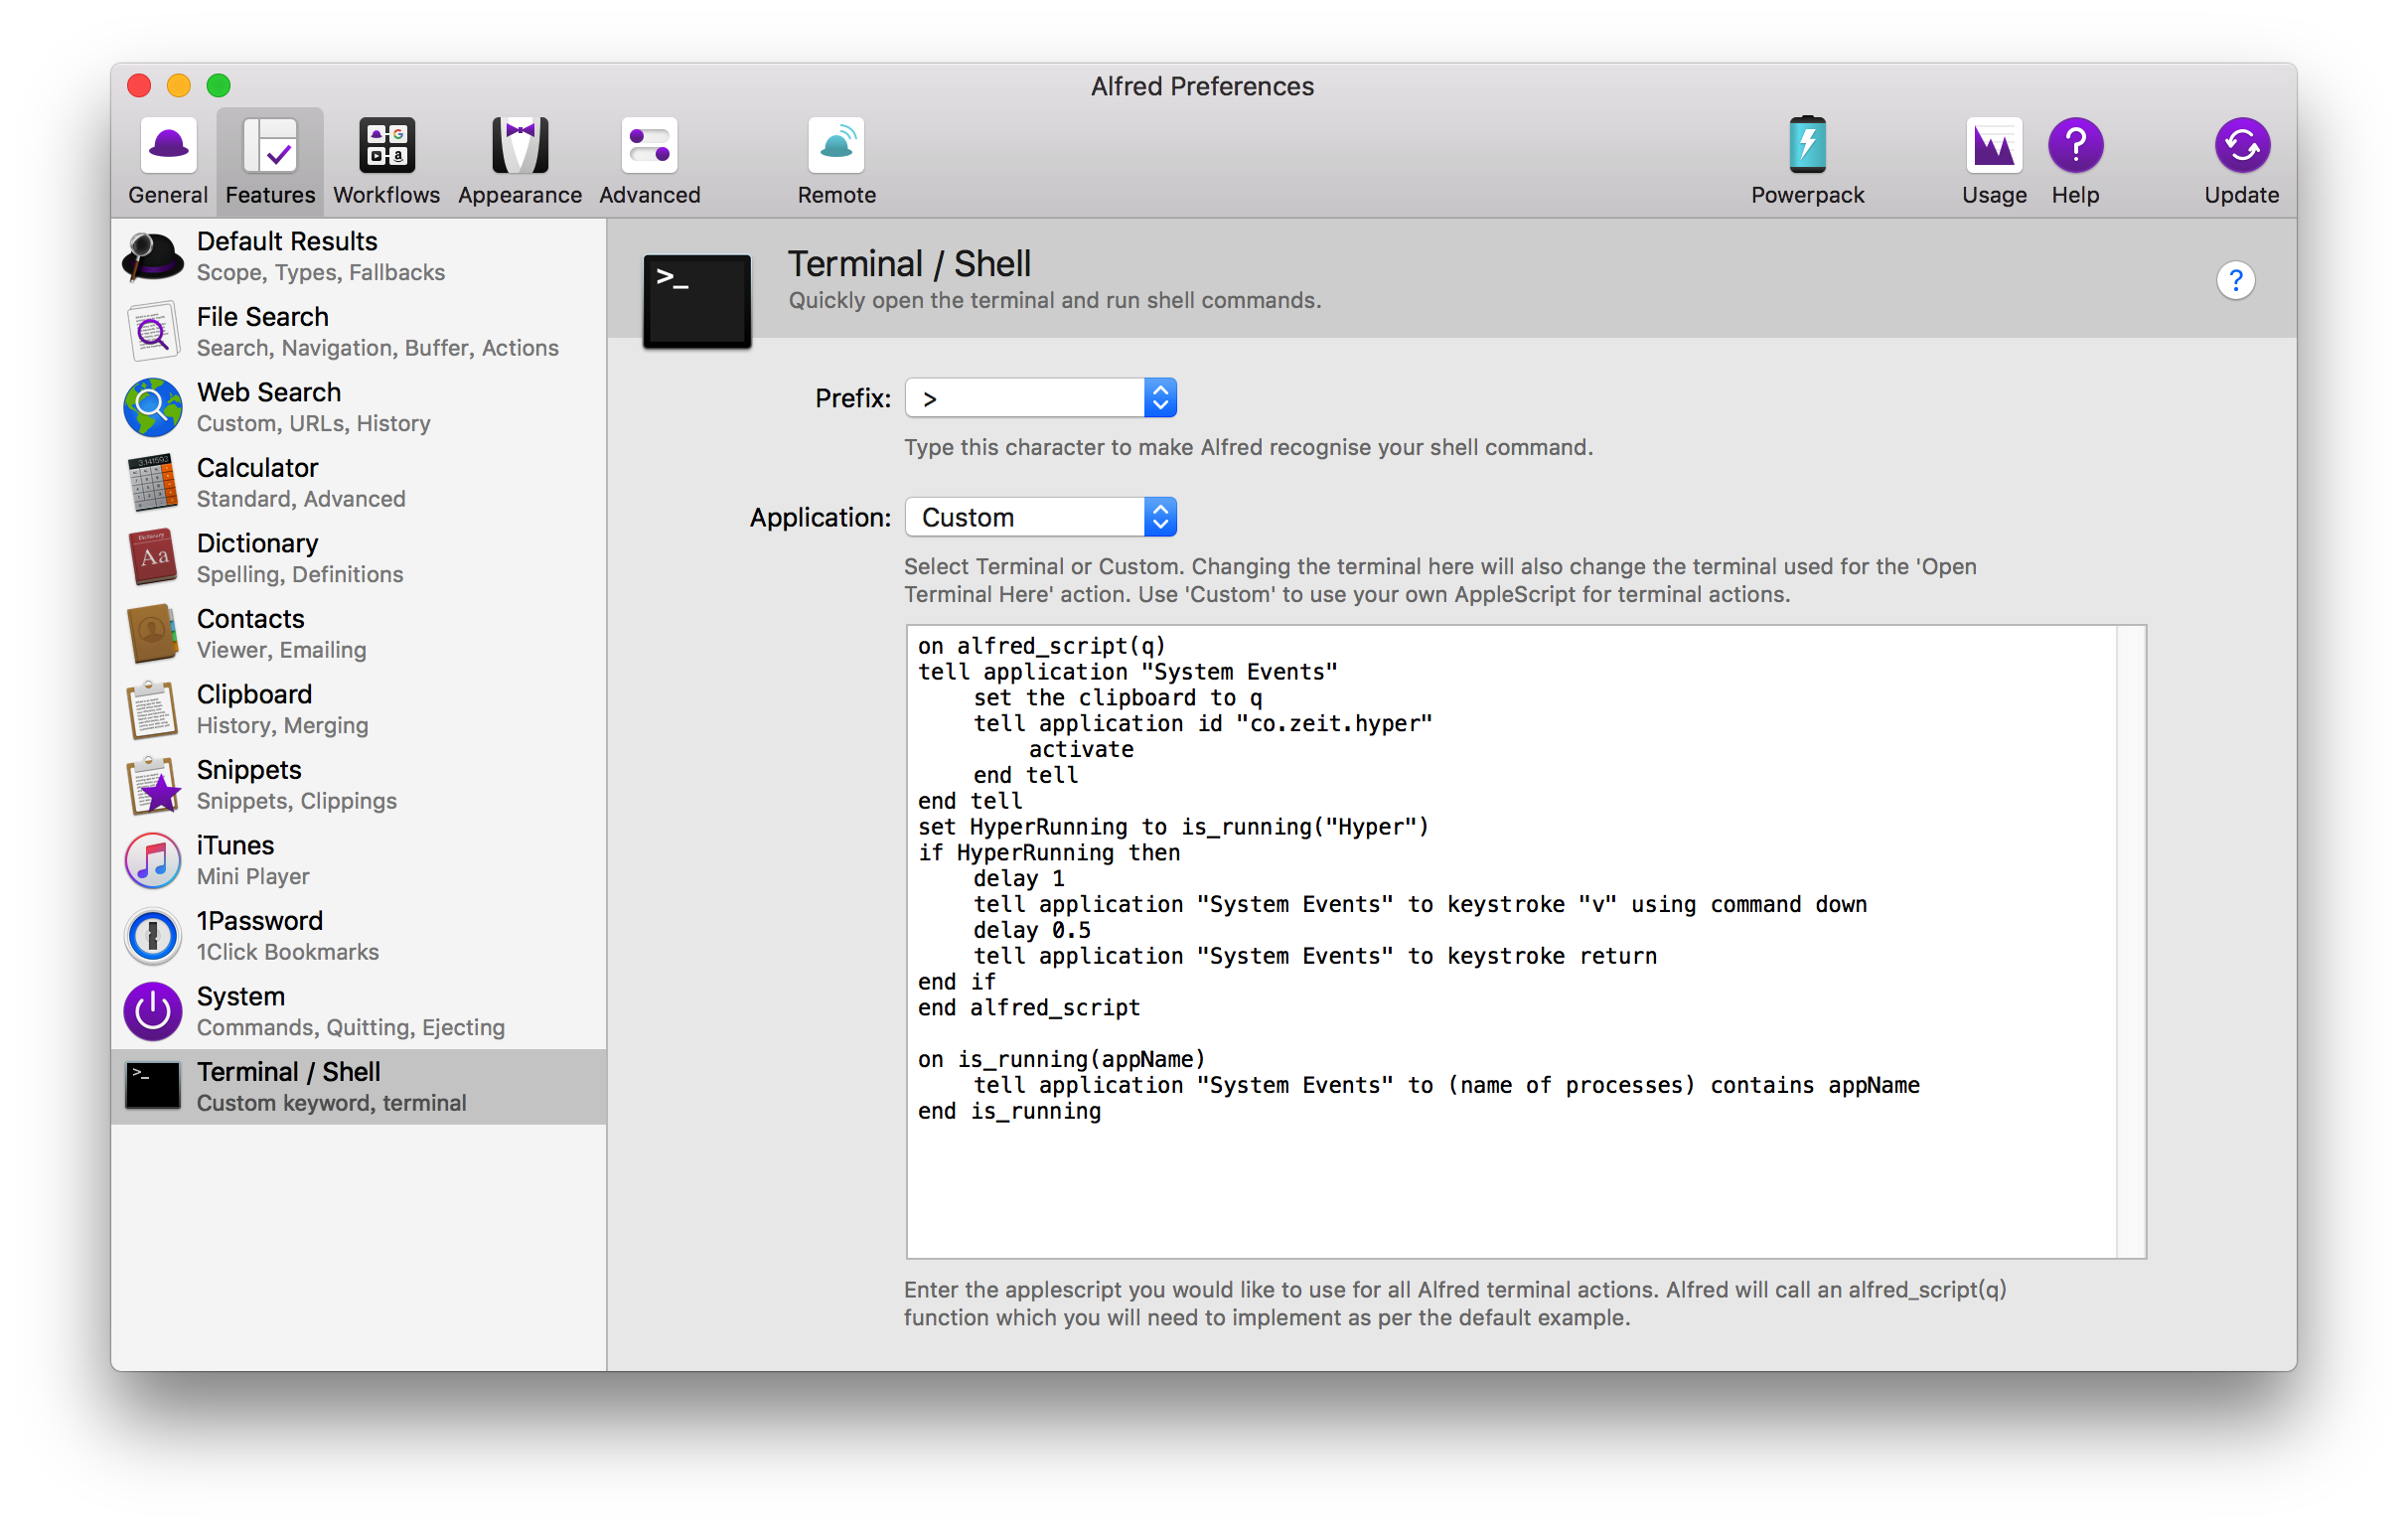 Alfred Preferences
General Features Workflows Appearance Advanced Remote Powerpack Usage Help Update
Default Results
Scope, Types, Fallbacks
File Search
Search, Navigation, Buffer, Actions
Web Search
Custom, URLs, History
Calculator
Standard, Advanced
Dictionary
Spelling, Definitions
Contacts
Viewer, Emailing
Clipboard
History, Merging
Snippets
Snippets, Clippings
iTunes
Mini Player
1Password
1Click Bookmarks
System
Commands, Quitting, Ejecting
Terminal / Shell
Custom keyword, terminal
>_
Terminal / Shell
Quickly open the terminal and run shell commands.
?
Prefix: >
Type this character to make Alfred recognise your shell command.
Application: Custom
Select Terminal or Custom. Changing the terminal here will also change the terminal used for the 'Open
Terminal Here' action. Use 'Custom' to use your own AppleScript for terminal actions.
on alfred_script(q)
tell application "System Events"
    set the clipboard to q
    tell application id "co.zeit.hyper"
        activate
    end tell
end tell
set HyperRunning to is_running("Hyper")
if HyperRunning then
    delay 1
    tell application "System Events" to keystroke "v" using command down
    delay 0.5
    tell application "System Events" to keystroke return
end if
end alfred_script

on is_running(appName)
    tell application "System Events" to (name of processes) contains appName
end is_running
Enter the applescript you would like to use for all Alfred terminal actions. Alfred will call an alfred_script(q)
function which you will need to implement as per the default example.